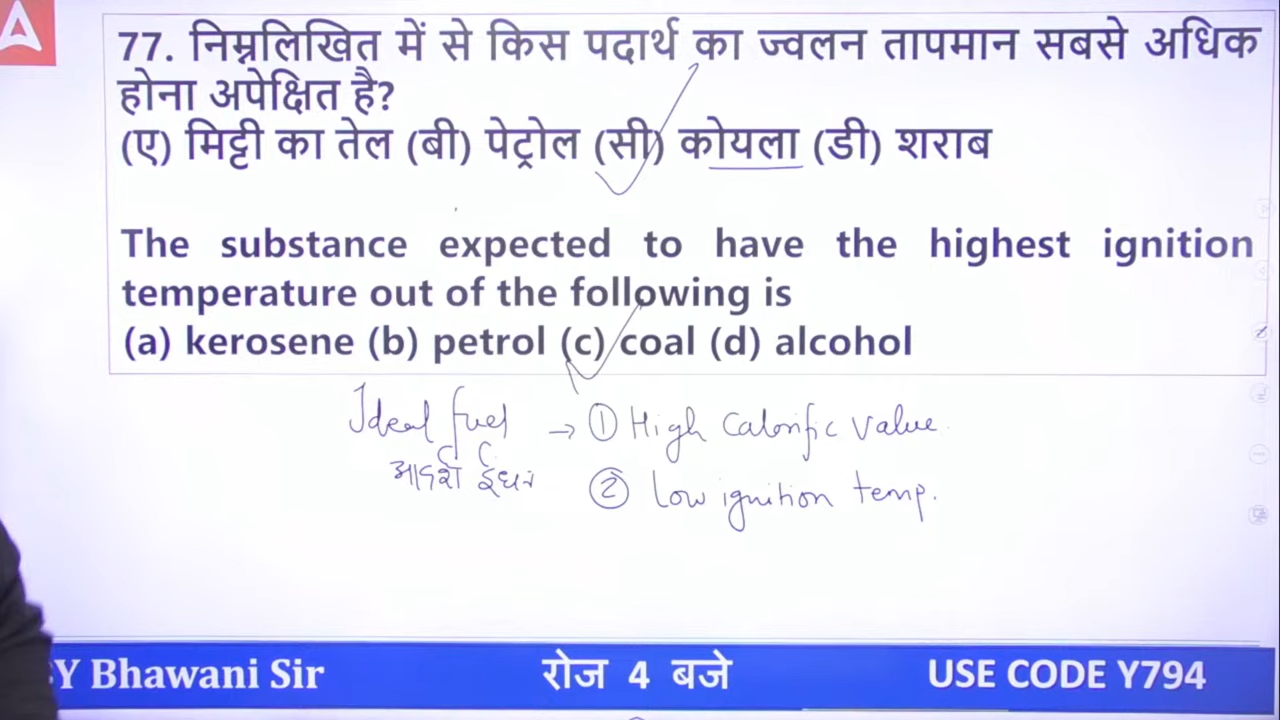 77. निम्नलिखित में से किस पदार्थ का ज्वलन तापमान सबसे अधिक
होना अपेक्षित है?
(ए) मिट्टी का तेल (बी) पेट्रोल (सी) कोयला (डी) शराब
The substance expected to have the highest ignition
temperature out of the following is
(a) kerosene (b) petrol (c) coal (d) alcohol
Ideal fuel → ① High Calorific value
आदर्श ईंधन ② Low ignition temp.
BY Bhawani Sir रोज 4 बजे USE CODE Y794